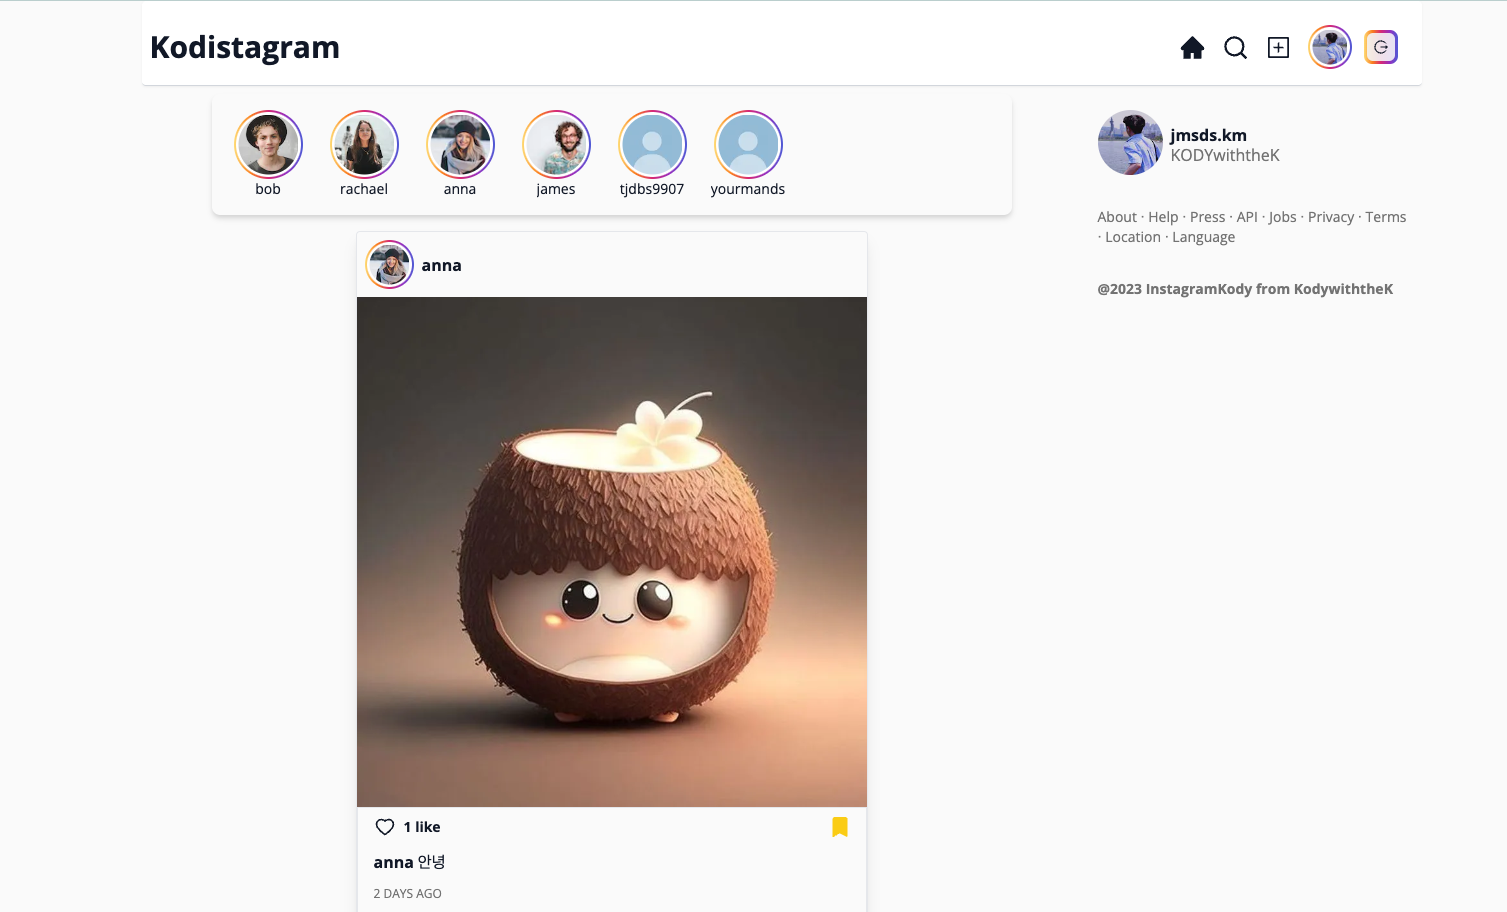 Kodistagram
bob
rachael
anna
james
tjdbs9907
yourmands
jmsds.km
KODYwiththeK
About · Help · Press · API · Jobs · Privacy · Terms
· Location · Language
@2023 InstagramKody from KodywiththeK
anna
1 like
anna 안녕
2 DAYS AGO